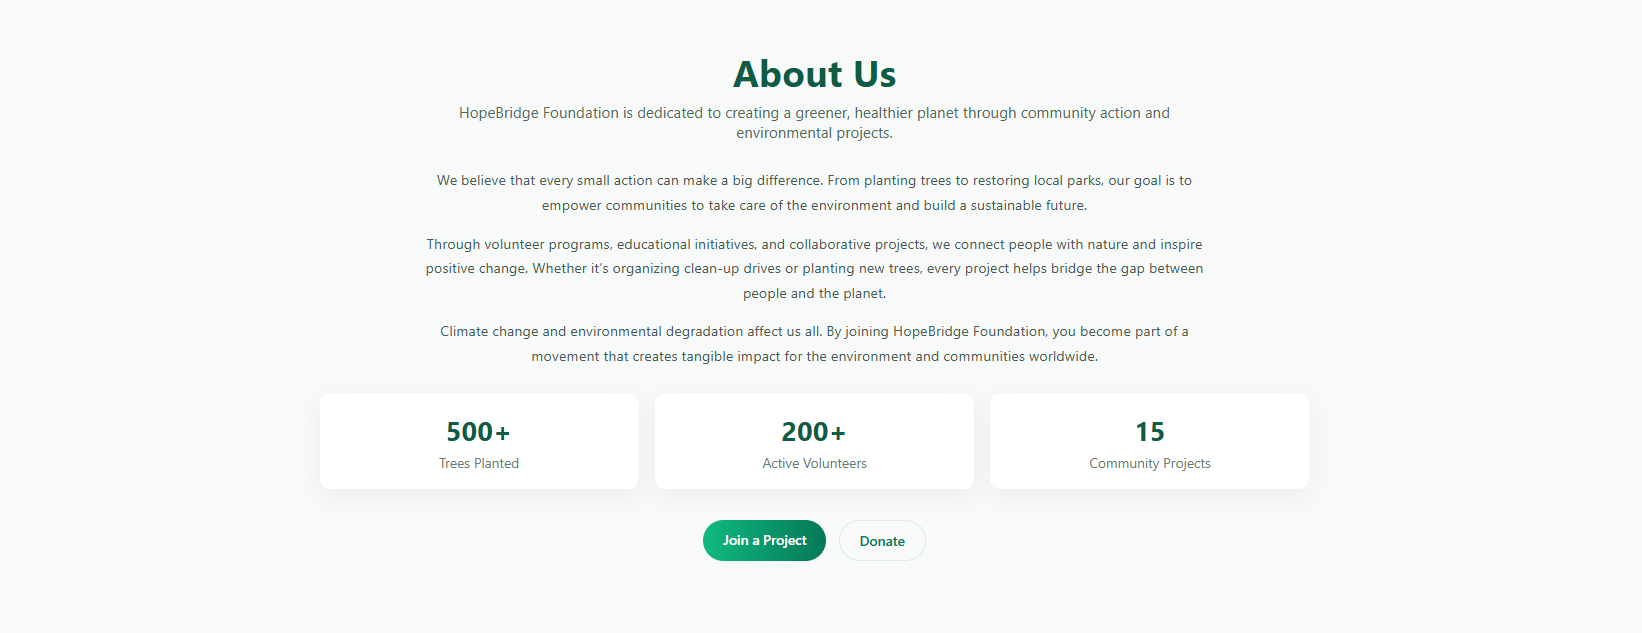 About Us
HopeBridge Foundation is dedicated to creating a greener, healthier planet through community action and
environmental projects.
We believe that every small action can make a big difference. From planting trees to restoring local parks, our goal is to
empower communities to take care of the environment and build a sustainable future.
Through volunteer programs, educational initiatives, and collaborative projects, we connect people with nature and inspire
positive change. Whether it’s organizing clean-up drives or planting new trees, every project helps bridge the gap between
people and the planet.
Climate change and environmental degradation affect us all. By joining HopeBridge Foundation, you become part of a
movement that creates tangible impact for the environment and communities worldwide.
500+
Trees Planted
200+
Active Volunteers
15
Community Projects
Join a Project
Donate